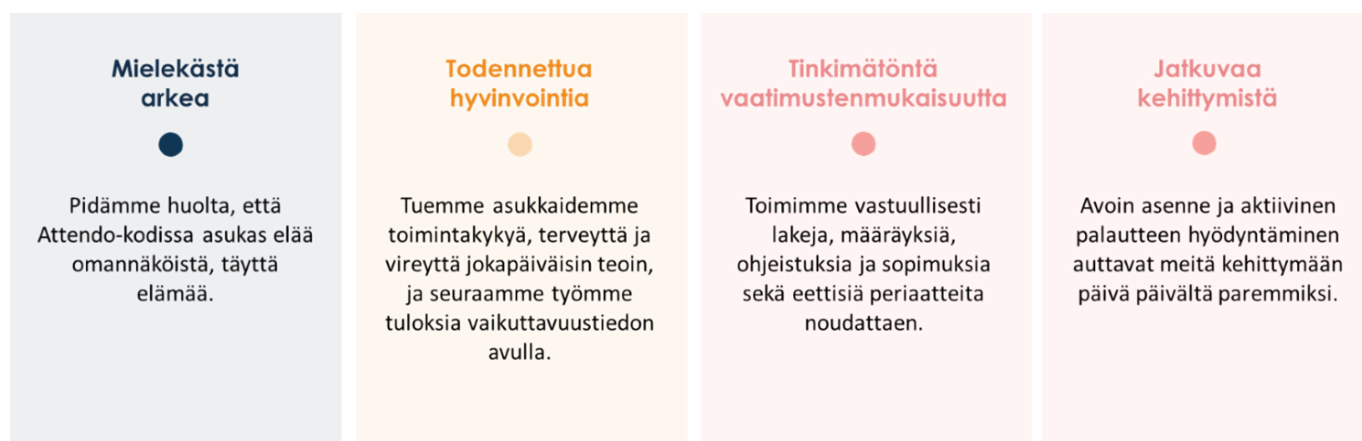 Mielekästä
arkea
Pidämme huolta, että
Attendo-kodissa asukas elää
omannäköistä, täyttä
elämää.
Todennettua
hyvinvointia
Tuemme asukkaidemme
toimintakykyä, terveyttä ja
vireyttä jokapäiväisin teoin,
ja seuraamme työmme
tuloksia vaikuttavuustiedon
avulla.
Tinkimätöntä
vaatimustenmukaisuutta
Toimimme vastuullisesti
lakeja, määräyksiä,
ohjeistuksia ja sopimuksia
sekä eettisiä periaatteita
noudattaen.
Jatkuvaa
kehittymistä
Avoin asenne ja aktiivinen
palautteen hyödyntäminen
auttavat meitä kehittymään
päivä päivältä paremmiksi.